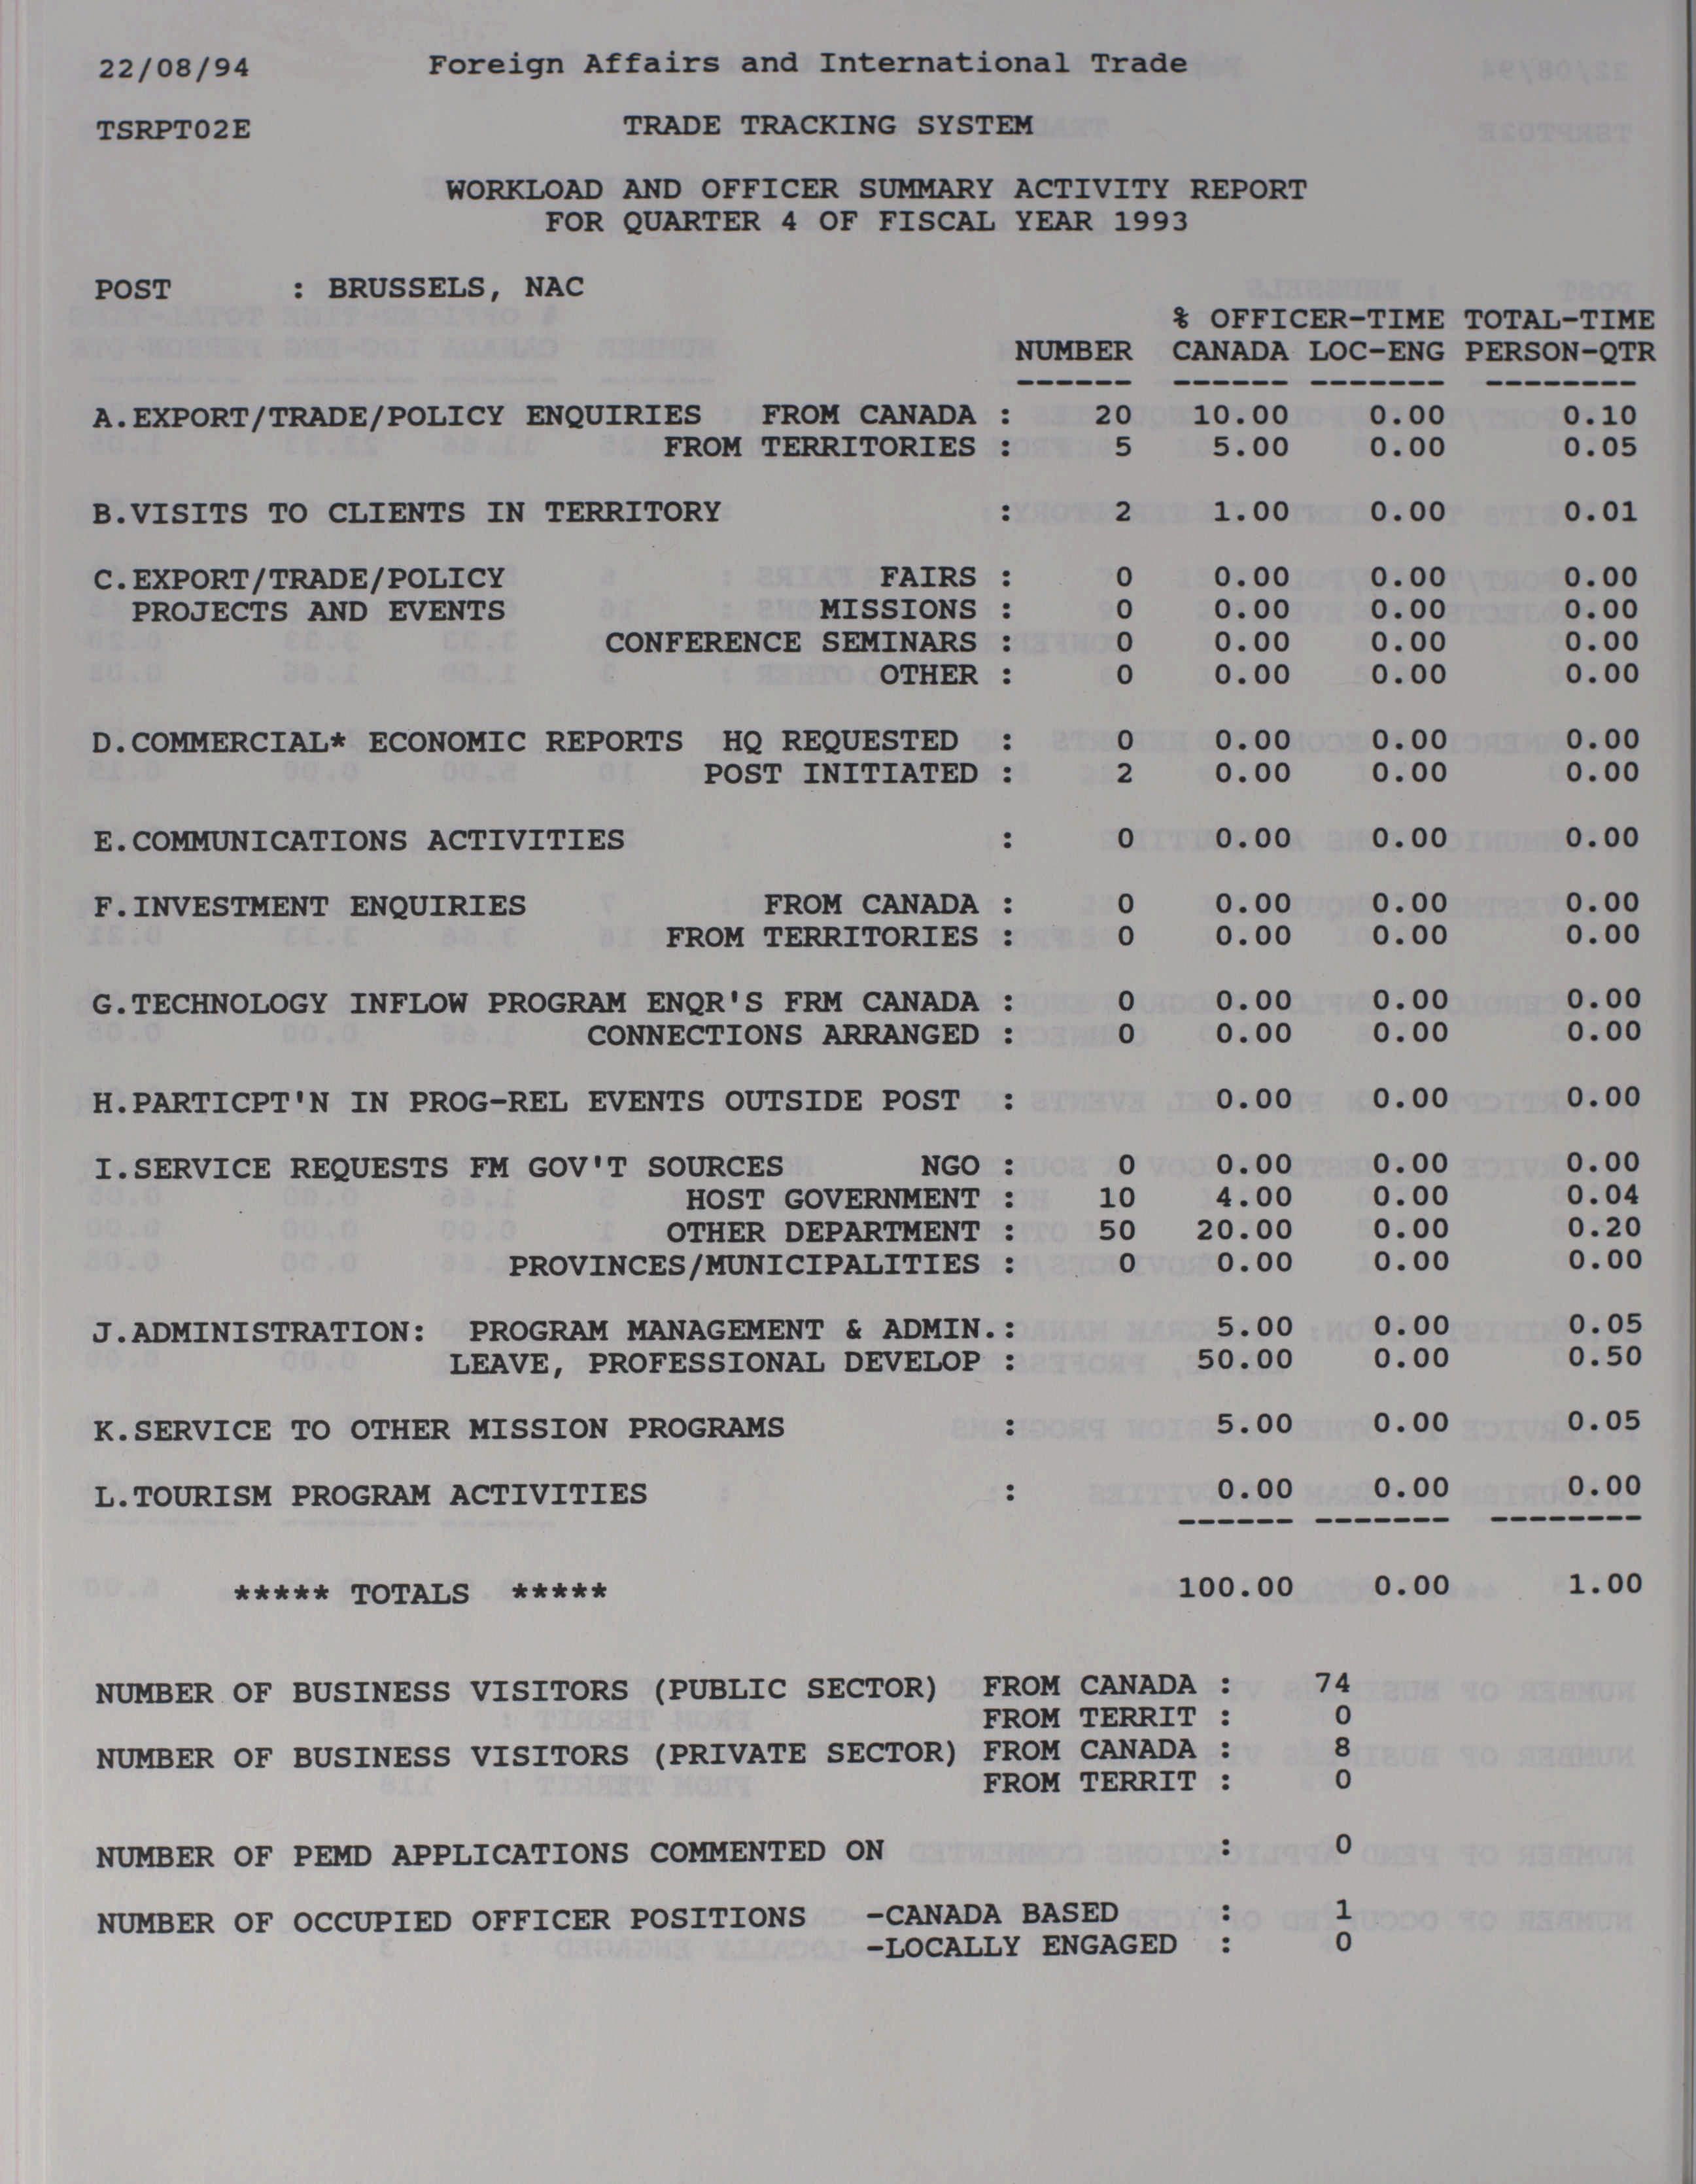 22/08/94 Foreign Affairs and International Trade
TSRPT02E TRADE TRACKING SYSTEM
WORKLOAD AND OFFICER SUMMARY ACTIVITY REPORT
FOR QUARTER 4 OF FISCAL YEAR 1993
POST : BRUSSELS, NAC
% OFFICER-TIME TOTAL-TIME
NUMBER CANADA LOC-ENG PERSON-QTR
------ ------ ------- --------
A.EXPORT/TRADE/POLICY ENQUIRIES FROM CANADA : 20 10.00 0.00 0.10
FROM TERRITORIES : 5 5.00 0.00 0.05
B.VISITS TO CLIENTS IN TERRITORY : 2 1.00 0.00 0.01
C.EXPORT/TRADE/POLICY FAIRS : 0 0.00 0.00 0.00
PROJECTS AND EVENTS MISSIONS : 0 0.00 0.00 0.00
CONFERENCE SEMINARS : 0 0.00 0.00 0.00
OTHER : 0 0.00 0.00 0.00
D.COMMERCIAL* ECONOMIC REPORTS HQ REQUESTED : 0 0.00 0.00 0.00
POST INITIATED : 2 0.00 0.00 0.00
E.COMMUNICATIONS ACTIVITIES : 0 0.00 0.00 0.00
F.INVESTMENT ENQUIRIES FROM CANADA : 0 0.00 0.00 0.00
FROM TERRITORIES : 0 0.00 0.00 0.00
G.TECHNOLOGY INFLOW PROGRAM ENQR'S FRM CANADA : 0 0.00 0.00 0.00
CONNECTIONS ARRANGED : 0 0.00 0.00 0.00
H.PARTICPT'N IN PROG-REL EVENTS OUTSIDE POST : 0.00 0.00 0.00
I.SERVICE REQUESTS FM GOV'T SOURCES NGO : 0 0.00 0.00 0.00
HOST GOVERNMENT : 10 4.00 0.00 0.04
OTHER DEPARTMENT : 50 20.00 0.00 0.20
PROVINCES/MUNICIPALITIES : 0 0.00 0.00 0.00
J.ADMINISTRATION: PROGRAM MANAGEMENT & ADMIN.: 5.00 0.00 0.05
LEAVE, PROFESSIONAL DEVELOP : 50.00 0.00 0.50
K.SERVICE TO OTHER MISSION PROGRAMS : 5.00 0.00 0.05
L.TOURISM PROGRAM ACTIVITIES : 0.00 0.00 0.00
------ ------- --------
***** TOTALS ***** 100.00 0.00 1.00
NUMBER OF BUSINESS VISITORS (PUBLIC SECTOR) FROM CANADA : 74
FROM TERRIT : 0
NUMBER OF BUSINESS VISITORS (PRIVATE SECTOR) FROM CANADA : 8
FROM TERRIT : 0
NUMBER OF PEMD APPLICATIONS COMMENTED ON : 0
NUMBER OF OCCUPIED OFFICER POSITIONS -CANADA BASED : 1
-LOCALLY ENGAGED : 0